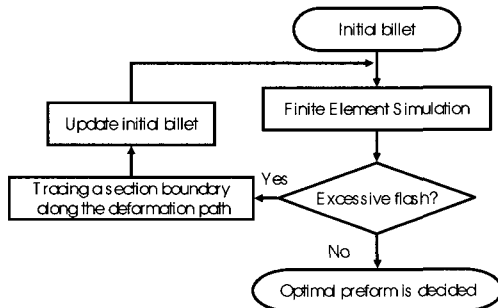 Initial billet
Finite Element Simulation
Update initial billet
Tracing a section boundary
along the deformation path
Yes
Excessive flash?
No
Optimal preform is decided